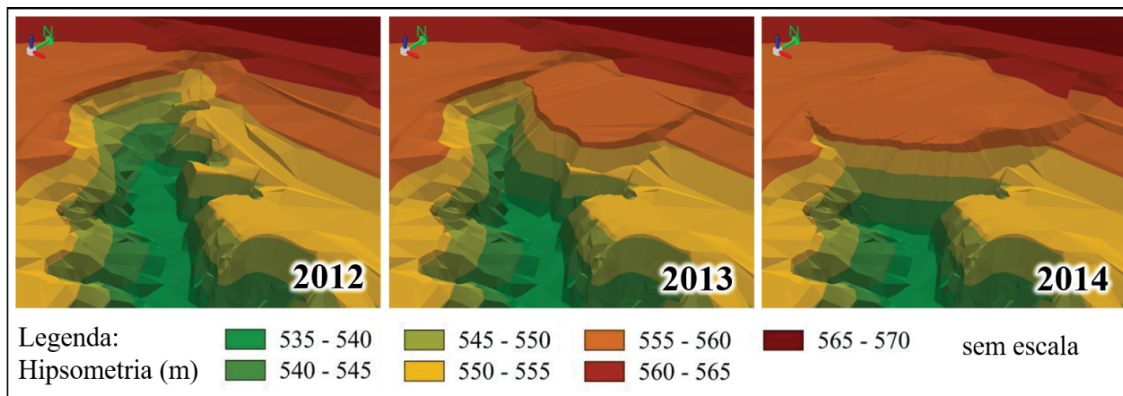 N
N
N
2012
2013
2014
Legenda:
Hipsometria (m)
535 - 540
540 - 545
545 - 550
550 - 555
555 - 560
560 - 565
565 - 570
sem escala